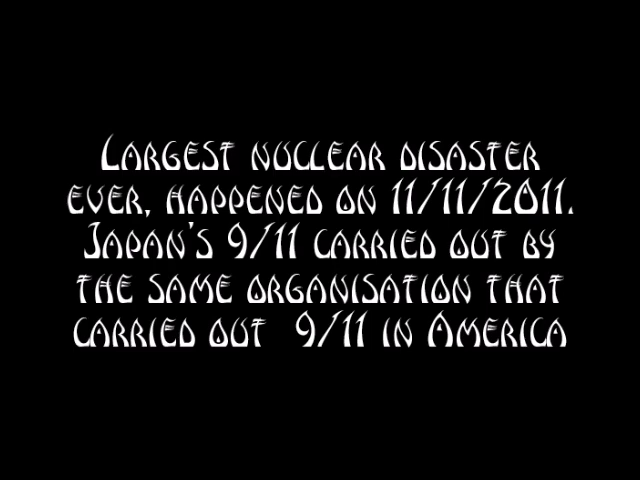 Largest nuclear disaster
ever, happened on 11/11/2011.
Japan's 9/11 carried out by
the same organisation that
carried out 9/11 in America